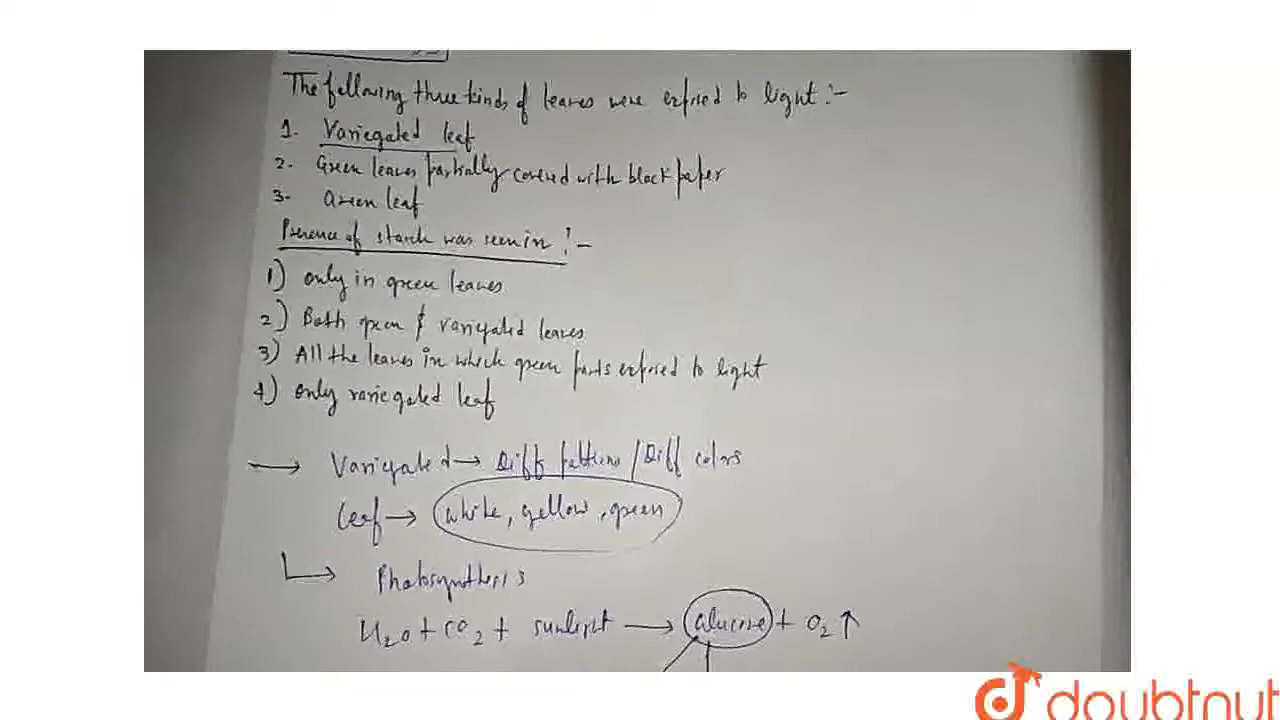 The following three kinds of leaves were exposed to light :-
1. Variegated leaf
2. Green leaves partially covered with black paper
3. Green leaf
Presence of starch was seen in :-
1) only in green leaves
2) Both green & variegated leaves
3) All the leaves in which green parts exposed to light
4) only variegated leaf
→ Variegated → Diff patterns / Diff colors
leaf → white, yellow, green
Photosynthesis
H2O + CO2 + sunlight → Glucose + O2 ↑
doubtnut